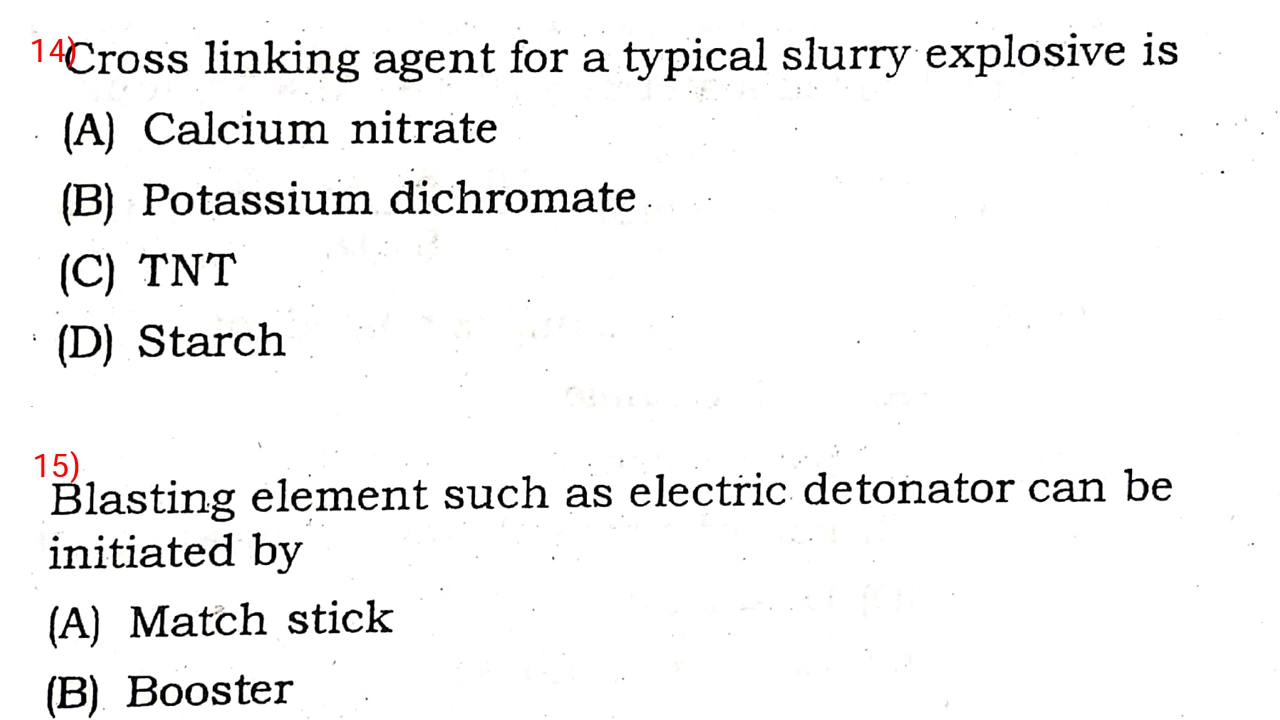 14) Cross linking agent for a typical slurry explosive is
(A) Calcium nitrate
(B) Potassium dichromate
(C) TNT
(D) Starch
15)
Blasting element such as electric detonator can be
initiated by
(A) Match stick
(B) Booster